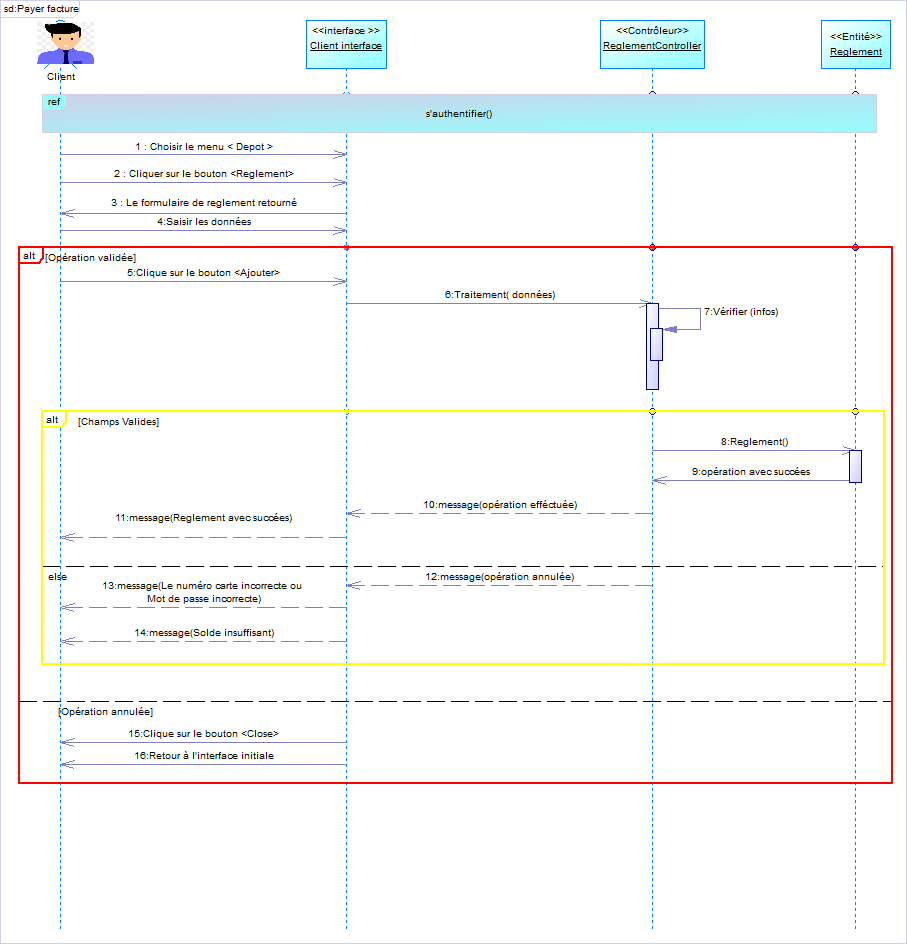 sd:Payer facture
<<interface >>
Client interface
<<Contrôleur>>
ReglementController
<<Entité>>
Reglement
Client
ref
s'authentifier()
1 : Choisir le menu < Depot >
2 : Cliquer sur le bouton <Reglement>
3 : Le formulaire de reglement retourné
4:Saisir les données
alt
[Opération validée]
5:Clique sur le bouton <Ajouter>
6:Traitement( données)
7:Vérifier (infos)
alt
[Champs Valides]
8:Reglement()
9:opération avec succées
10:message(opération efféctuée)
11:message(Reglement avec succées)
else
12:message(opération annulée)
13:message(Le numéro carte incorrecte ou
Mot de passe incorrecte)
14:message(Solde insuffisant)
[Opération annulée]
15:Clique sur le bouton <Close>
16:Retour à l'interface initiale